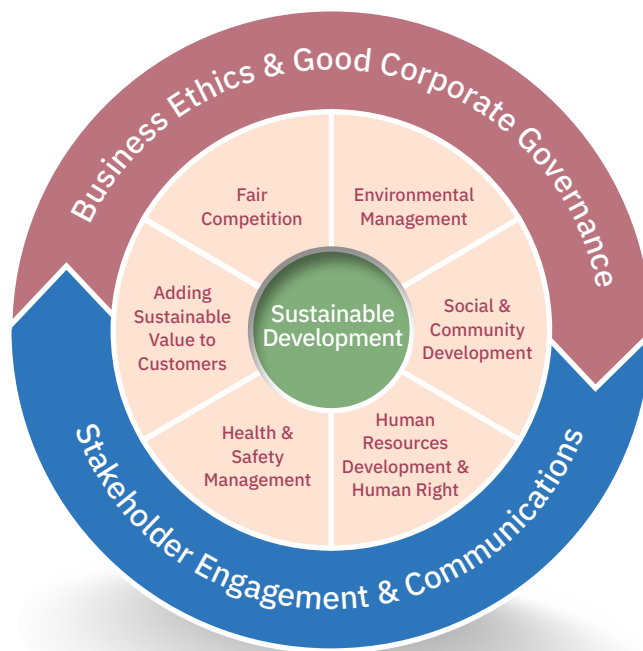 Business Ethics & Good Corporate Governance
Fair
Competition
Environmental
Management
Adding
Sustainable
Value to
Customers
Sustainable
Development
Social &
Community
Development
Health &
Safety
Management
Human
Resources
Development &
Human Right
Stakeholder Engagement & Communications